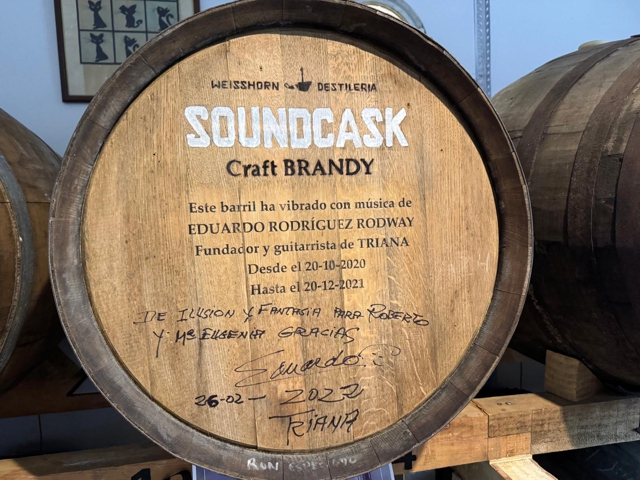 WEISSHORN DESTILERIA
SOUNDCASK
Craft BRANDY
Este barril ha vibrado con música de
EDUARDO RODRÍGUEZ RODWAY
Fundador y guitarrista de TRIANA
Desde el 20-10-2020
Hasta el 20-12-2021
DE ILUSION Y FANTASIA PARA ROBERTO
Y Mª EUGENIA GRACIAS
Eduardo
26-02-2022
TRIANA
RON